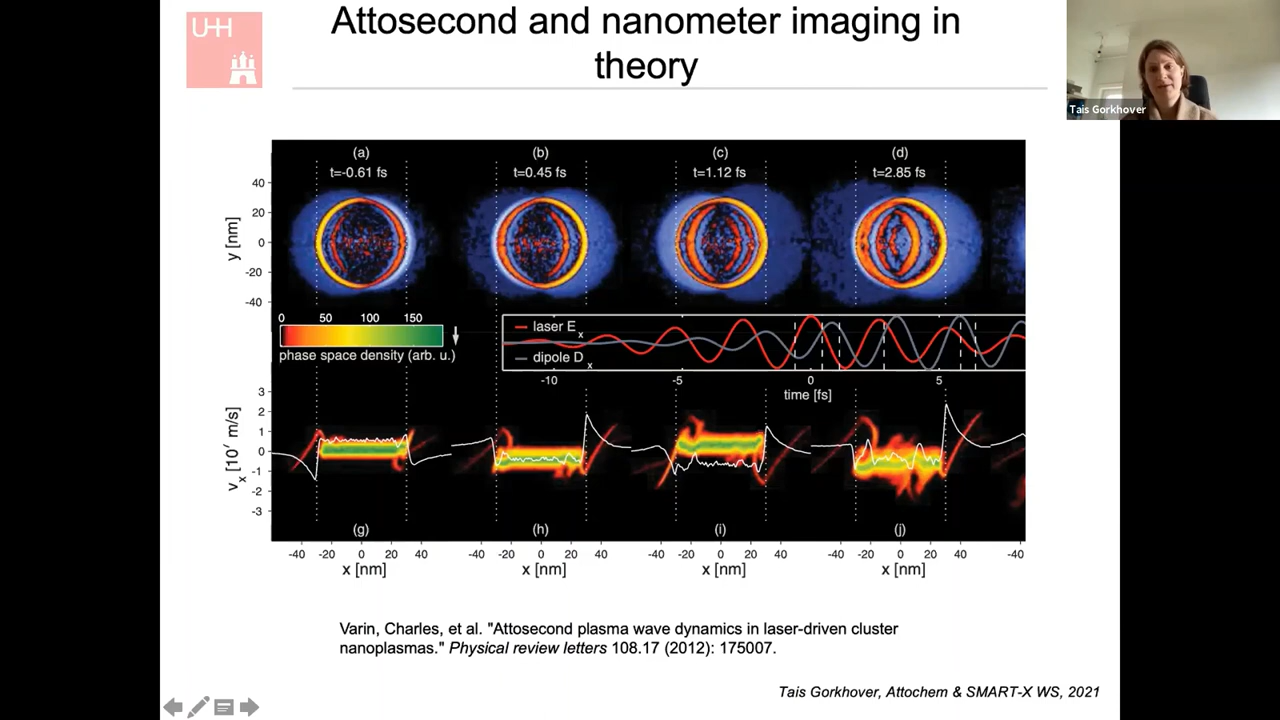 Attosecond and nanometer imaging in
theory
UHH
Tais Gorkhover
(a) (b) (c) (d)
t=-0.61 fs t=0.45 fs t=1.12 fs t=2.85 fs
40
20
0
-20
-40
y [nm]
0 50 100 150
phase space density (arb. u.)
laser Ex
dipole Dx
-10 -5 0 5
time [fs]
3
2
1
0
-1
-2
-3
vx [10⁷ m/s]
(g) (h) (i) (j)
-40 -20 0 20 40 -40 -20 0 20 40 -40 -20 0 20 40 -40 -20 0 20 40 -40
x [nm] x [nm] x [nm] x [nm]
Varin, Charles, et al. "Attosecond plasma wave dynamics in laser-driven cluster
nanoplasmas." Physical review letters 108.17 (2012): 175007.
Tais Gorkhover, Attochem & SMART-X WS, 2021